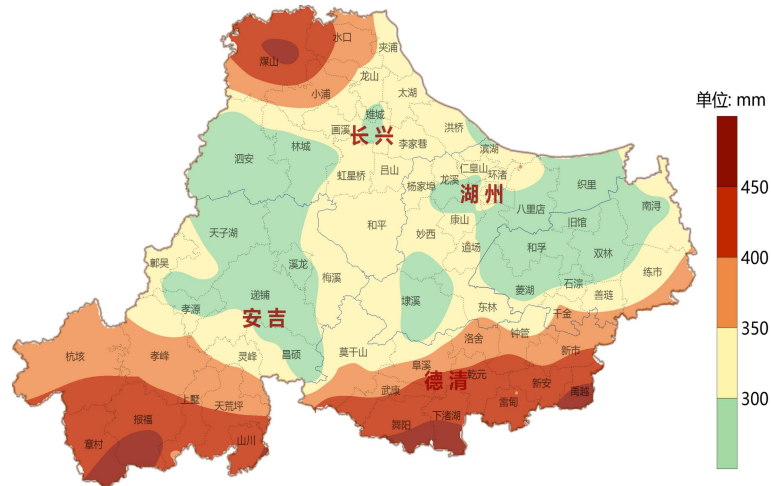 水口
夹浦
煤山
龙山
小浦
太湖
单位: mm
雉城
画溪
长兴
洪桥
林城
李家巷
滨湖
泗安
吕山
仁皇山
虹星桥
环渚
龙溪
杨家埠
织里
450
湖州
八里店
南浔
康山
旧馆
和平
天子湖
妙西
道场
和孚
双林
400
鄣吴
溪龙
梅溪
练市
递铺
石淙
菱湖
善琏
埭溪
孝源
东林
千金
安吉
钟管
350
洛舍
昌硕
莫干山
新市
杭垓
孝峰
灵峰
阜溪
德清
乾元
新安
武康
禹越
300
上墅
天荒坪
雷甸
下渚湖
报福
舞阳
章村
山川